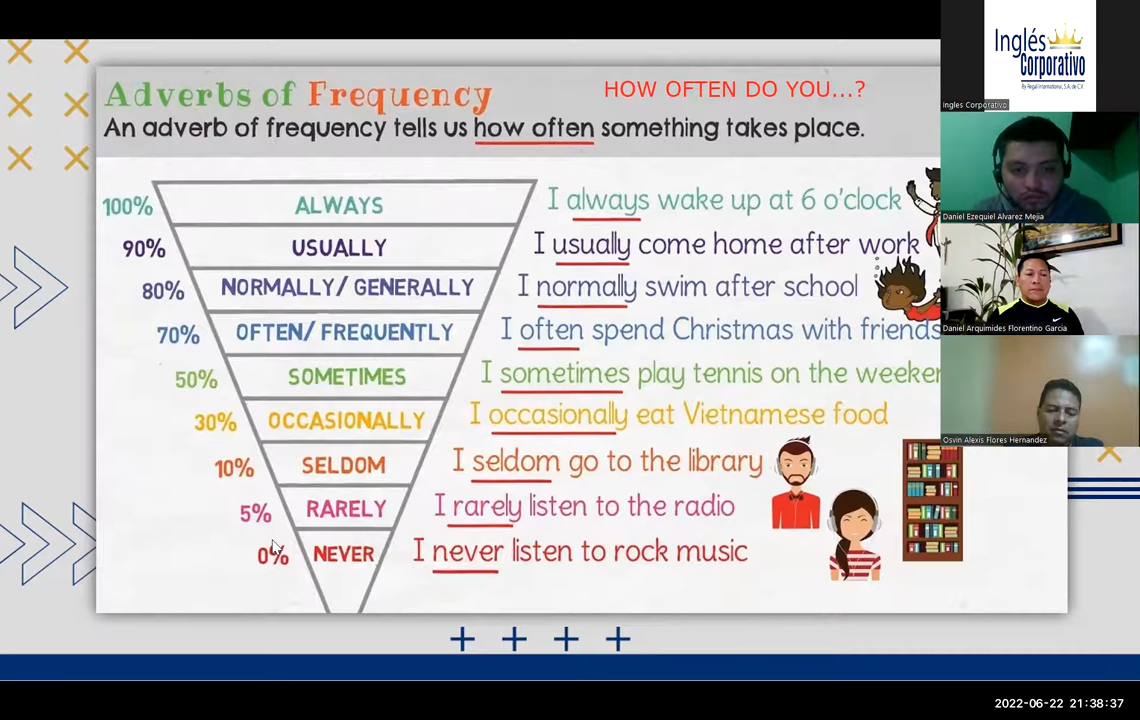 Adverbs of Frequency
HOW OFTEN DO YOU...?
An adverb of frequency tells us how often something takes place.
100% ALWAYS I always wake up at 6 o'clock
90% USUALLY I usually come home after work
80% NORMALLY/ GENERALLY I normally swim after school
70% OFTEN/ FREQUENTLY I often spend Christmas with friends
50% SOMETIMES I sometimes play tennis on the
30% OCCASIONALLY I occasionally eat Vietnamese food
10% SELDOM I seldom go to the library
5% RARELY I rarely listen to the radio
0% NEVER I never listen to rock music
Inglés
Corporativo
By Regal International, S.A. de C.V.
Ingles Corporativo
Daniel Ezequiel Alvarez Mejia
Daniel Arquimides Florentino Garcia
Osvin Alexis Flores Hernandez
2022-06-22 21:38:37